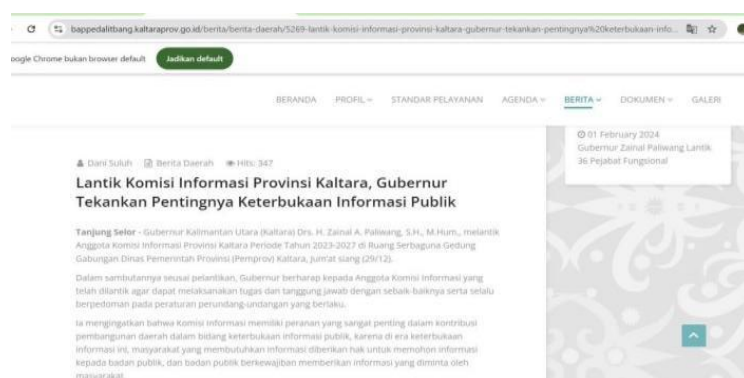 bappedalitbang.kaltaraprov.go.id/berita/berita-daerah/5269-lantik-komisi-informasi-provinsi-kaltara-gubernur-tekankan-pentingnya%20keterbukaan-info...
oogle Chrome bukan browser default
Jadikan default
BERANDA PROFIL STANDAR PELAYANAN AGENDA BERITA DOKUMEN GALERI
01 February 2024
Gubernur Zainal Paliwang Lantik
36 Pejabat Fungsional
Dani Suluh Berita Daerah Hits: 347
Lantik Komisi Informasi Provinsi Kaltara, Gubernur
Tekankan Pentingnya Keterbukaan Informasi Publik
Tanjung Selor - Gubernur Kalimantan Utara (Kaltara) Drs. H. Zainal A. Paliwang, S.H., M.Hum., melantik
Anggota Komisi Informasi Provinsi Kaltara Periode Tahun 2023-2027 di Ruang Serbaguna Gedung
Gabungan Dinas Pemerintah Provinsi (Pemprov) Kaltara, Jum'at siang (29/12).
Dalam sambutannya seusai pelantikan, Gubernur berharap kepada Anggota Komisi Informasi yang
telah dilantik agar dapat melaksanakan tugas dan tanggung jawab dengan sebaik-baiknya serta selalu
berpedoman pada peraturan perundang-undangan yang berlaku.
Ia mengingatkan bahwa Komisi Informasi memiliki peranan yang sangat penting dalam kontribusi
pembangunan daerah dalam bidang keterbukaan informasi publik, karena di era keterbukaan
informasi ini, masyarakat yang membutuhkan informasi diberikan hak untuk memohon informasi
kepada badan publik, dan badan publik berkewajiban memberikan informasi yang diminta oleh
masyarakat.